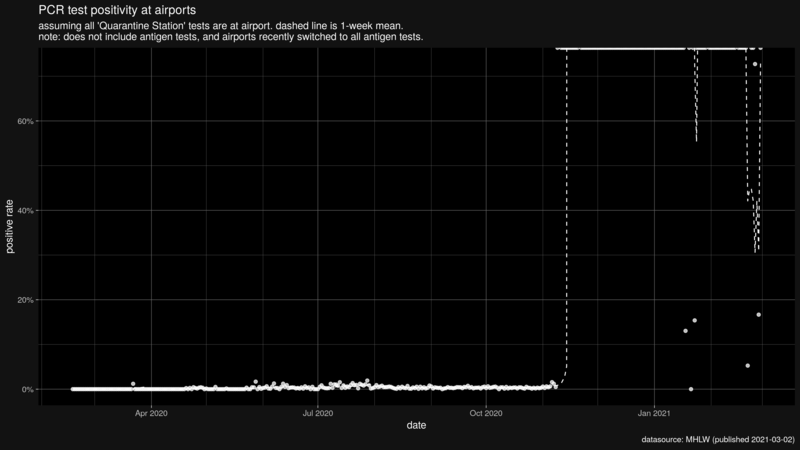 PCR test positivity at airports
assuming all 'Quarantine Station' tests are at airport. dashed line is 1-week mean.
note: does not include antigen tests, and airports recently switched to all antigen tests.
60%
40%
20%
0%
positive rate
Apr 2020
Jul 2020
Oct 2020
Jan 2021
date
datasource: MHLW (published 2021-03-02)